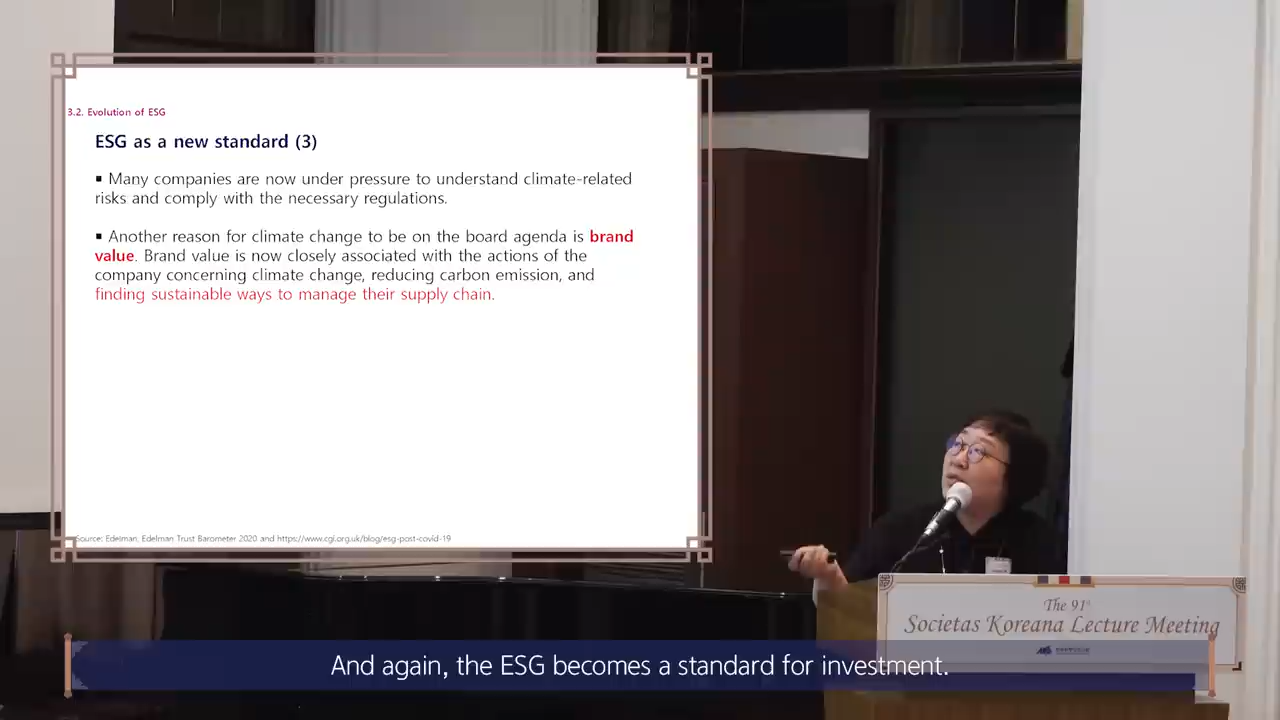 3.2. Evolution of ESG
ESG as a new standard (3)
▪ Many companies are now under pressure to understand climate-related
risks and comply with the necessary regulations.
▪ Another reason for climate change to be on the board agenda is brand
value. Brand value is now closely associated with the actions of the
company concerning climate change, reducing carbon emission, and
finding sustainable ways to manage their supply chain.
Source: Edelman, Edelman Trust Barometer 2020 and https://www.cgi.org.uk/blog/esg-post-covid-19
The 91st
Societas Koreana Lecture Meeting
And again, the ESG becomes a standard for investment.